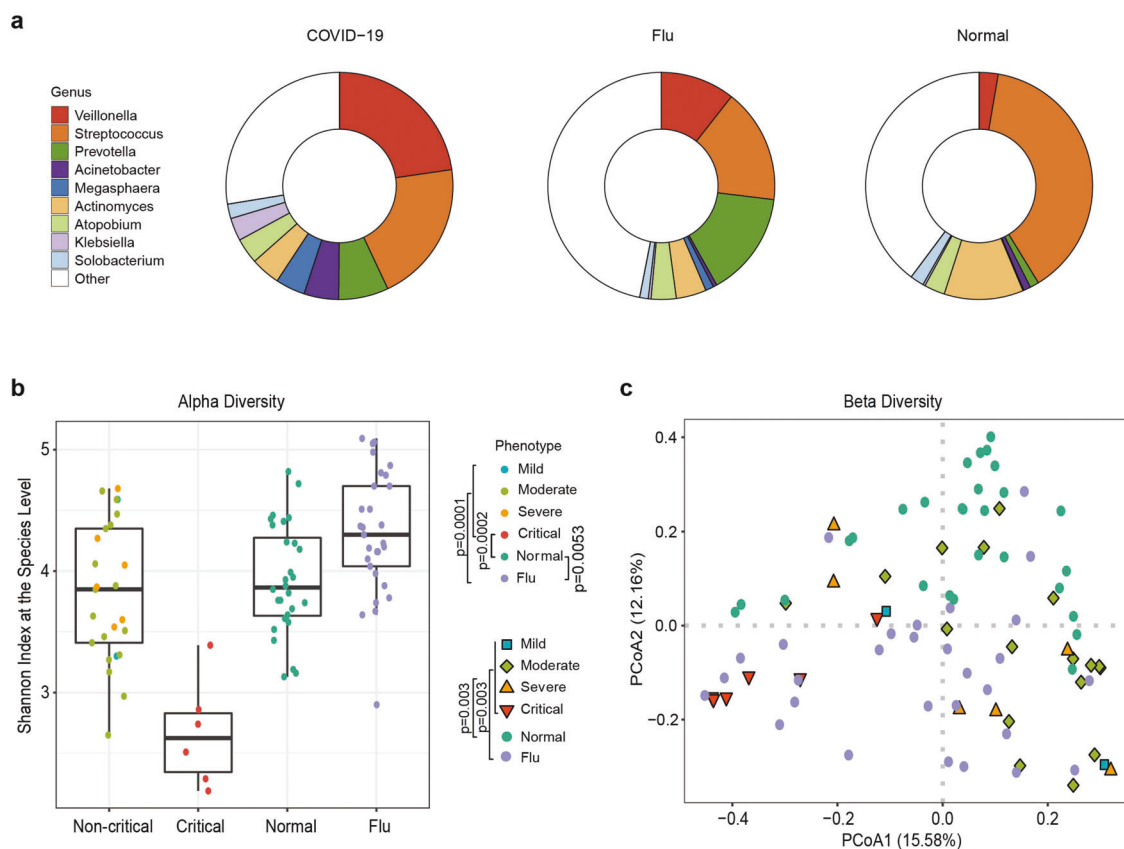 a
COVID−19
Flu
Normal
Genus
Veillonella
Streptococcus
Prevotella
Acinetobacter
Megasphaera
Actinomyces
Atopobium
Klebsiella
Solobacterium
Other
b
Alpha Diversity
Shannon Index at the Species Level
5
4
3
Non-critical
Critical
Normal
Flu
Phenotype
Mild
Moderate
Severe
Critical
Normal
Flu
p=0.0001
p=0.0002
p=0.0053
Mild
Moderate
Severe
Critical
Normal
Flu
p=0.003
p=0.003
c
Beta Diversity
PCoA2 (12.16%)
0.4
0.2
0.0
−0.2
−0.4
−0.2
0.0
0.2
PCoA1 (15.58%)